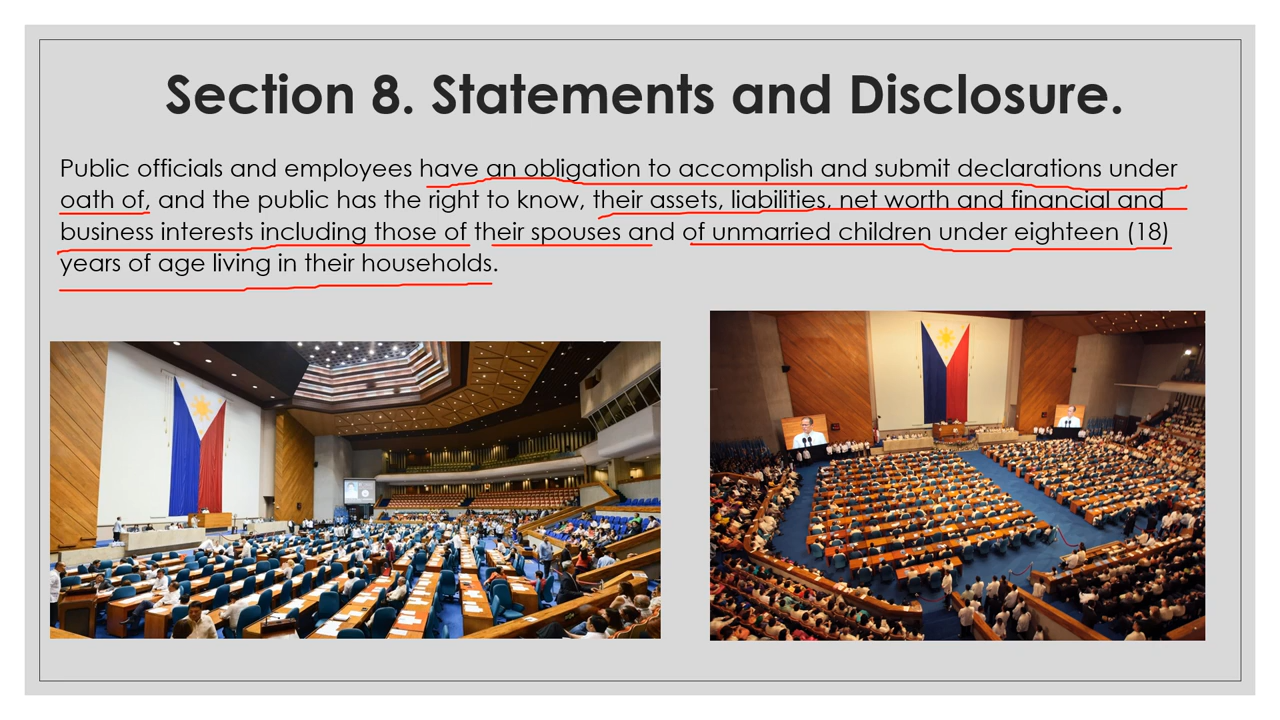 Section 8. Statements and Disclosure.
Public officials and employees have an obligation to accomplish and submit declarations under
oath of, and the public has the right to know, their assets, liabilities, net worth and financial and
business interests including those of their spouses and of unmarried children under eighteen (18)
years of age living in their households.